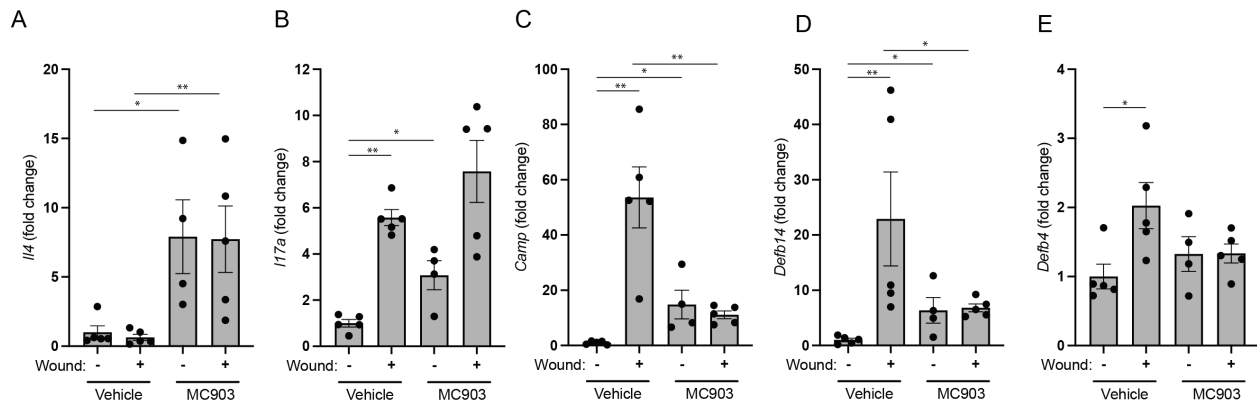 A
B
C
D
E
Il4 (fold change)
20
15
10
5
0
*
**
Il17a (fold change)
12
10
8
6
4
2
0
**
*
Camp (fold change)
100
80
60
40
20
0
**
*
**
Defb14 (fold change)
50
40
30
20
10
0
**
*
*
Defb4 (fold change)
4
3
2
1
0
*
Wound: - + - +
Vehicle MC903
Wound: - + - +
Vehicle MC903
Wound: - + - +
Vehicle MC903
Wound: - + - +
Vehicle MC903
Wound: - + - +
Vehicle MC903